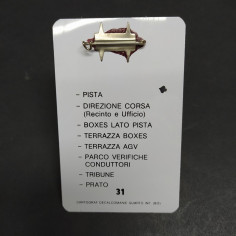 - PISTA
- DIREZIONE CORSA
(Recinto e Ufficio)
- BOXES LATO PISTA
- TERRAZZA BOXES
- TERRAZZA AGV
- PARCO VERIFICHE
CONDUTTORI
- TRIBUNE
- PRATO
31